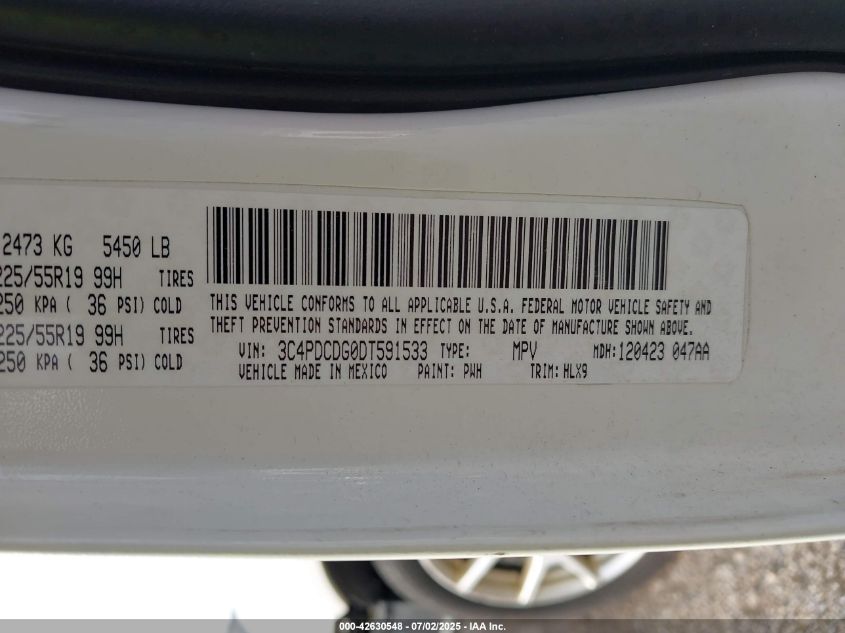 2473 KG 5450 LB
225/55R19 99H TIRES
250 KPA ( 36 PSI) COLD
225/55R19 99H TIRES
250 KPA ( 36 PSI) COLD
THIS VEHICLE CONFORMS TO ALL APPLICABLE U.S.A. FEDERAL MOTOR VEHICLE SAFETY AND
THEFT PREVENTION STANDARDS IN EFFECT ON THE DATE OF MANUFACTURE SHOWN ABOVE.
VIN: 3C4PDCDG0DT591533 TYPE: MPV MDH:120423 047AA
VEHICLE MADE IN MEXICO PAINT: PWH TRIM: HLX9
000-42630548 - 07/02/2025 - IAA Inc.